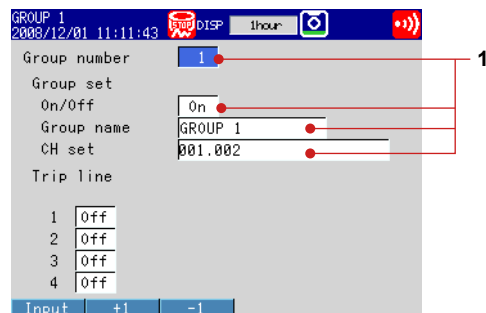 GROUP 1
2008/12/01 11:11:43 STOP DISP 1hour
Group number 1
1
Group set
On/Off On
Group name GROUP 1
CH set 001.002
Trip line
1 Off
2 Off
3 Off
4 Off
Input +1 -1